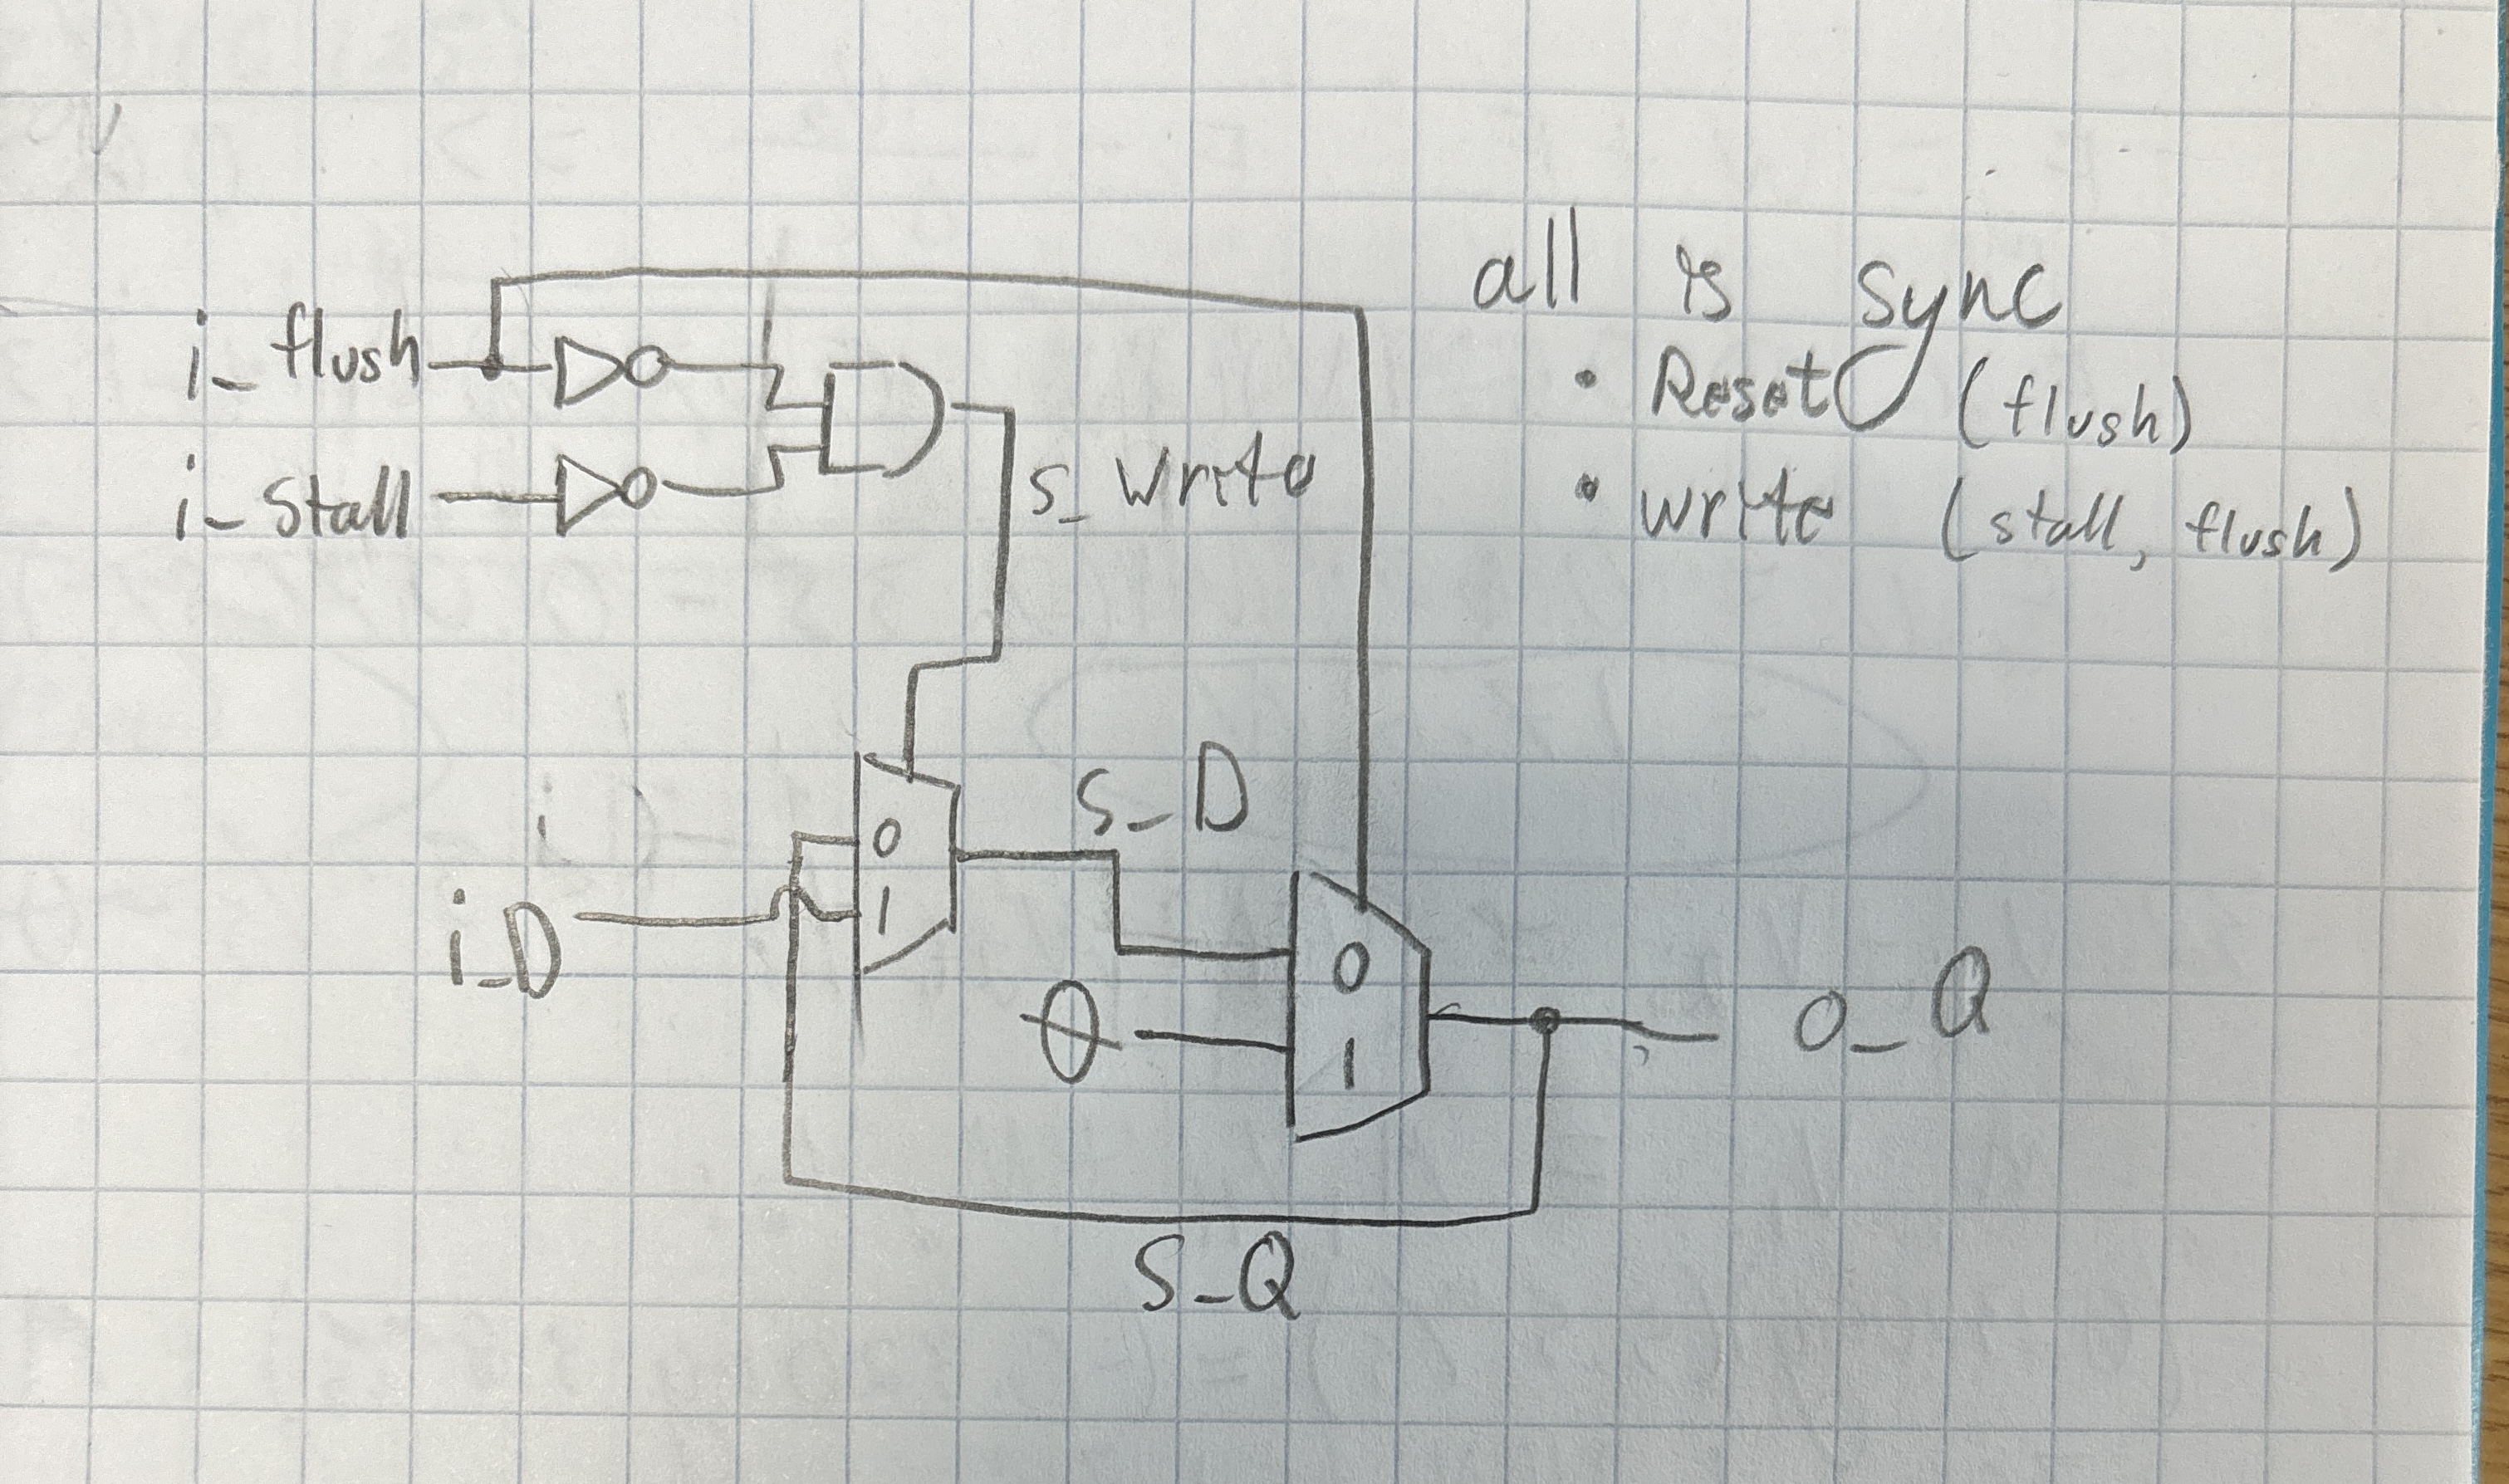 all is sync
i_flush
• Reset (flush)
i_stall
s_write
• write (stall, flush)
s_D
0
i_D
1
0
0
o_Q
1
s_Q